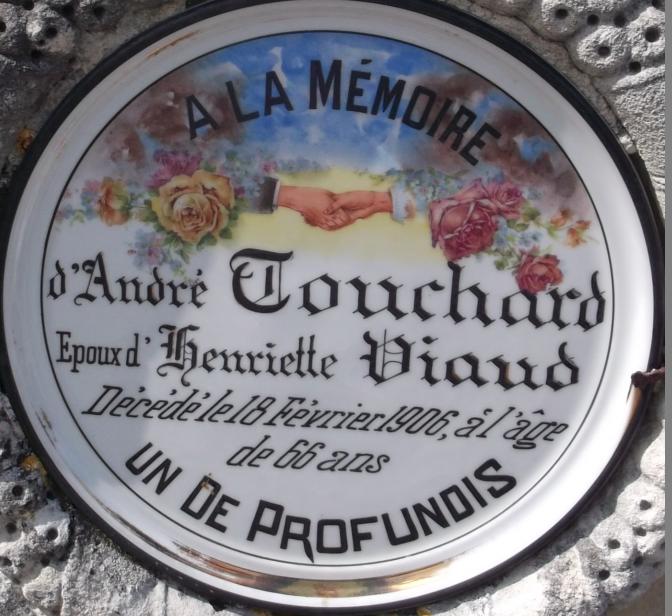 A LA MÉMOIRE
d'André Touchard
Epoux d' Henriette Viaud
Décédé le 18 Février 1906, á l'âge
de 66 ans
UN DE PROFUNDIS